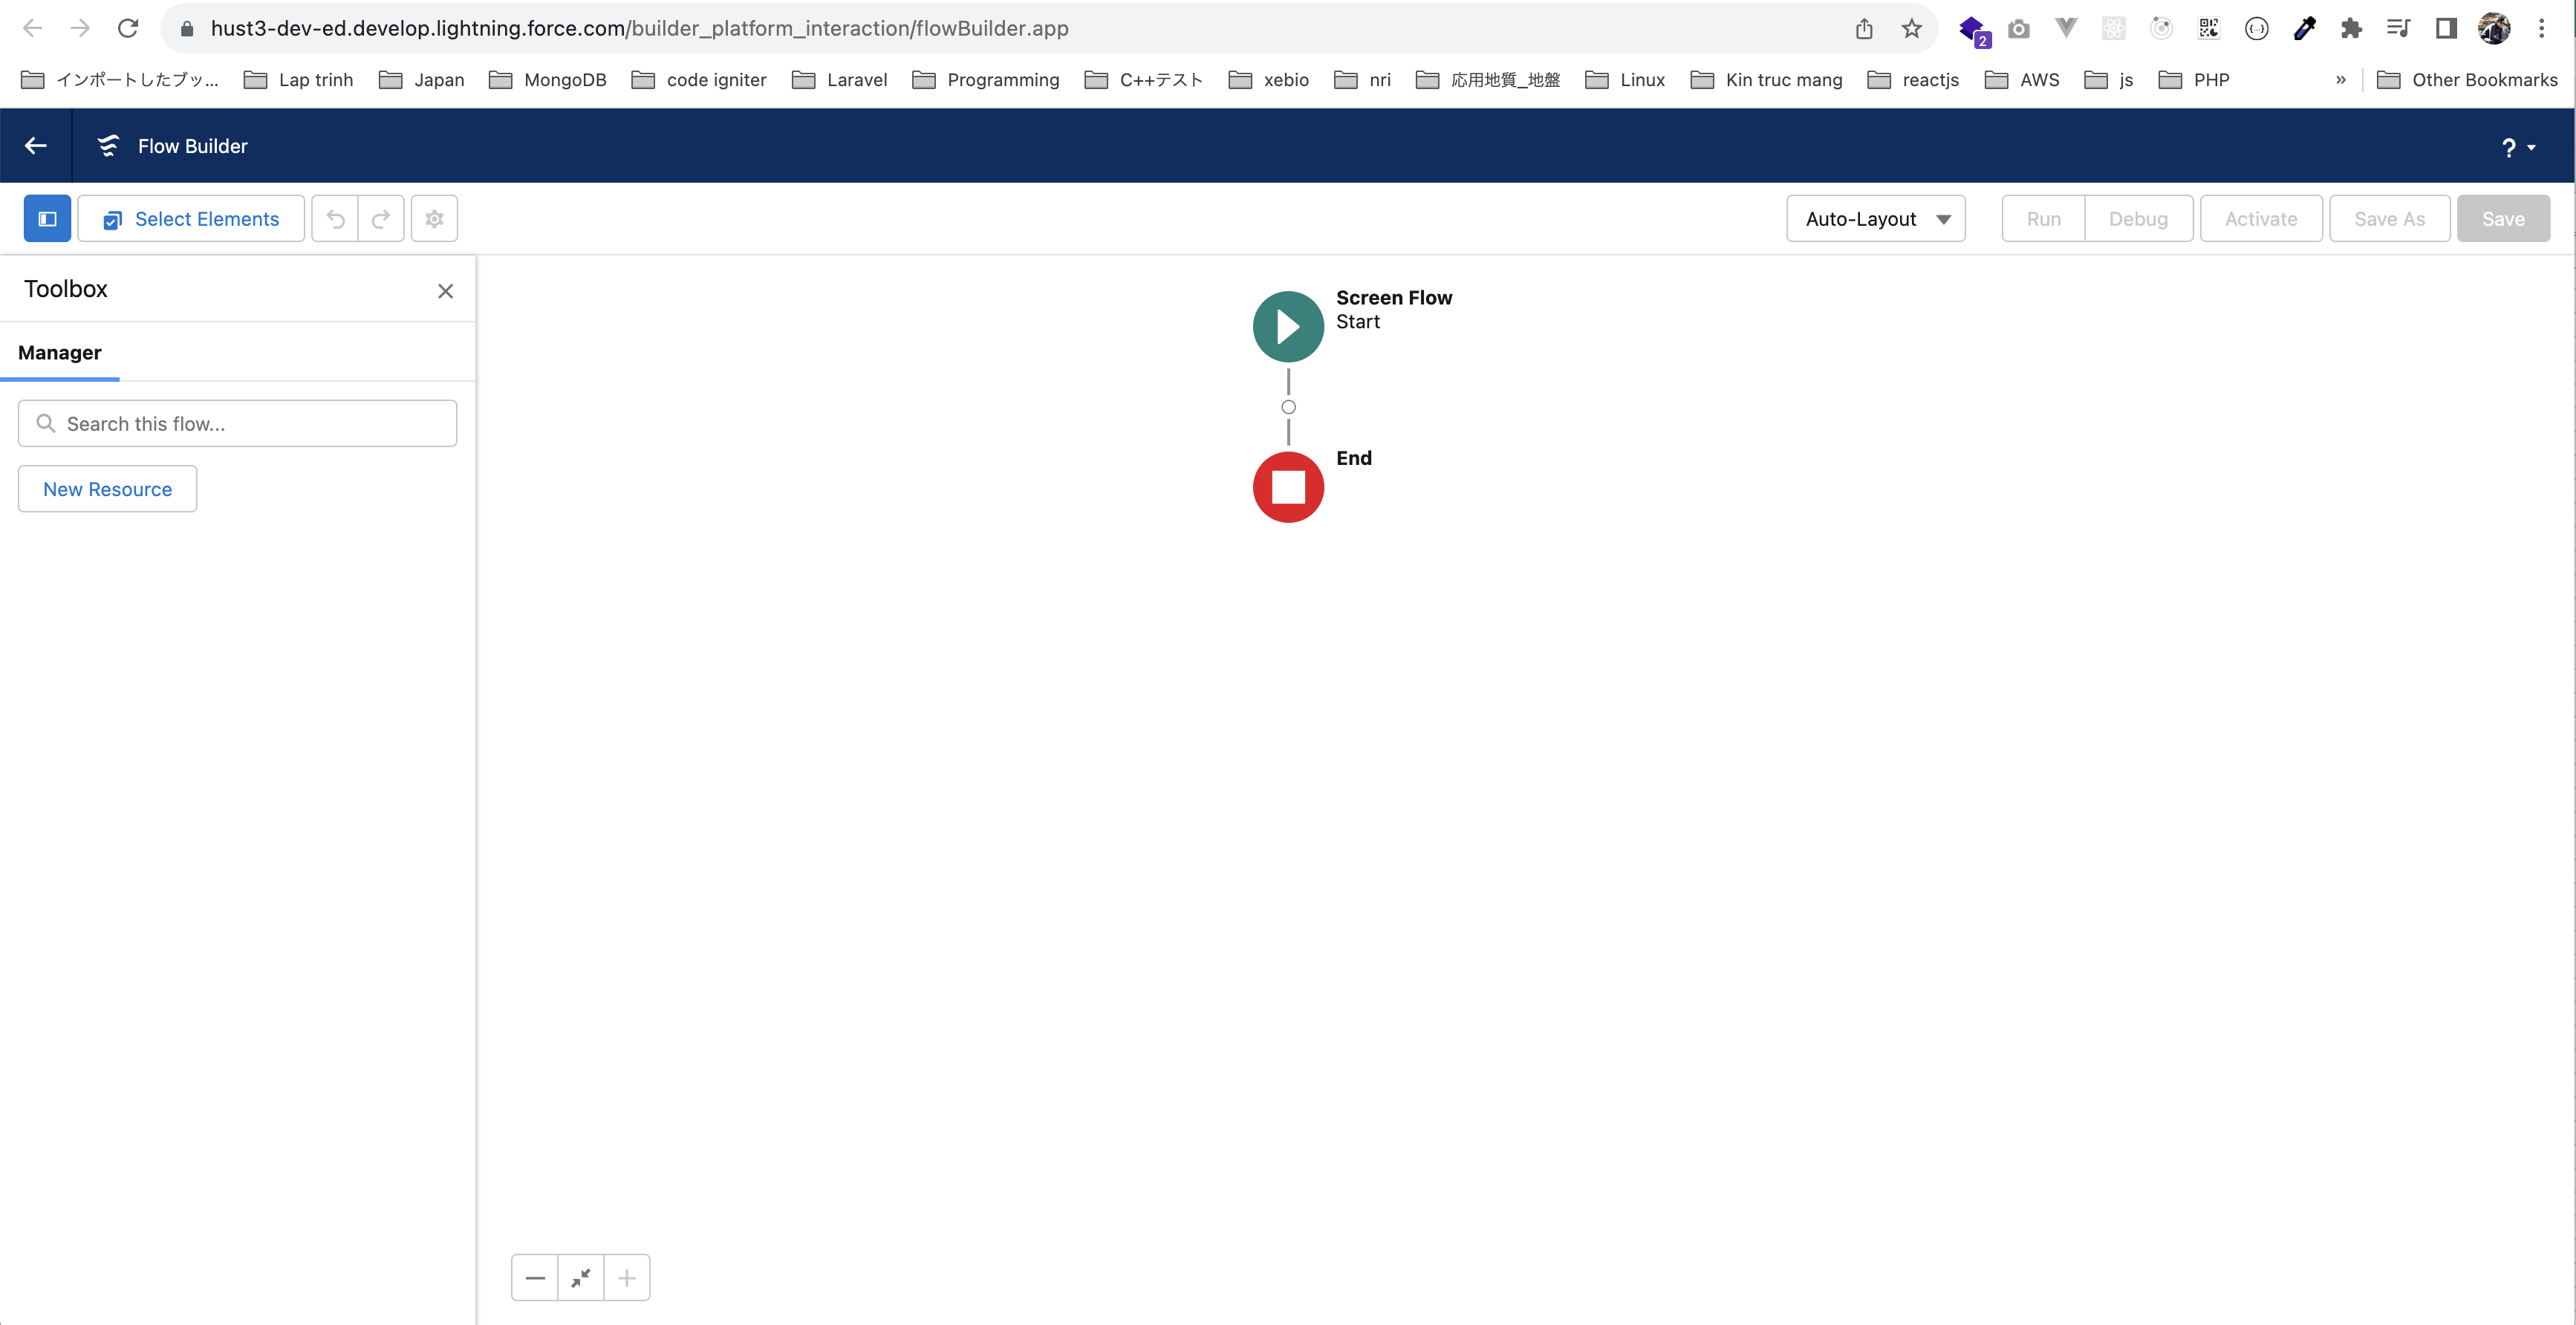 hust3-dev-ed.develop.lightning.force.com/builder_platform_interaction/flowBuilder.app
2
インポートしたブッ... Lap trinh Japan MongoDB code igniter Laravel Programming C++テスト xebio nri 応用地質_地盤 Linux Kin truc mang reactjs AWS js PHP » Other Bookmarks
Flow Builder ?
Select Elements Auto-Layout Run Debug Activate Save As Save
Toolbox
Manager
Search this flow...
New Resource
Screen Flow
Start
End